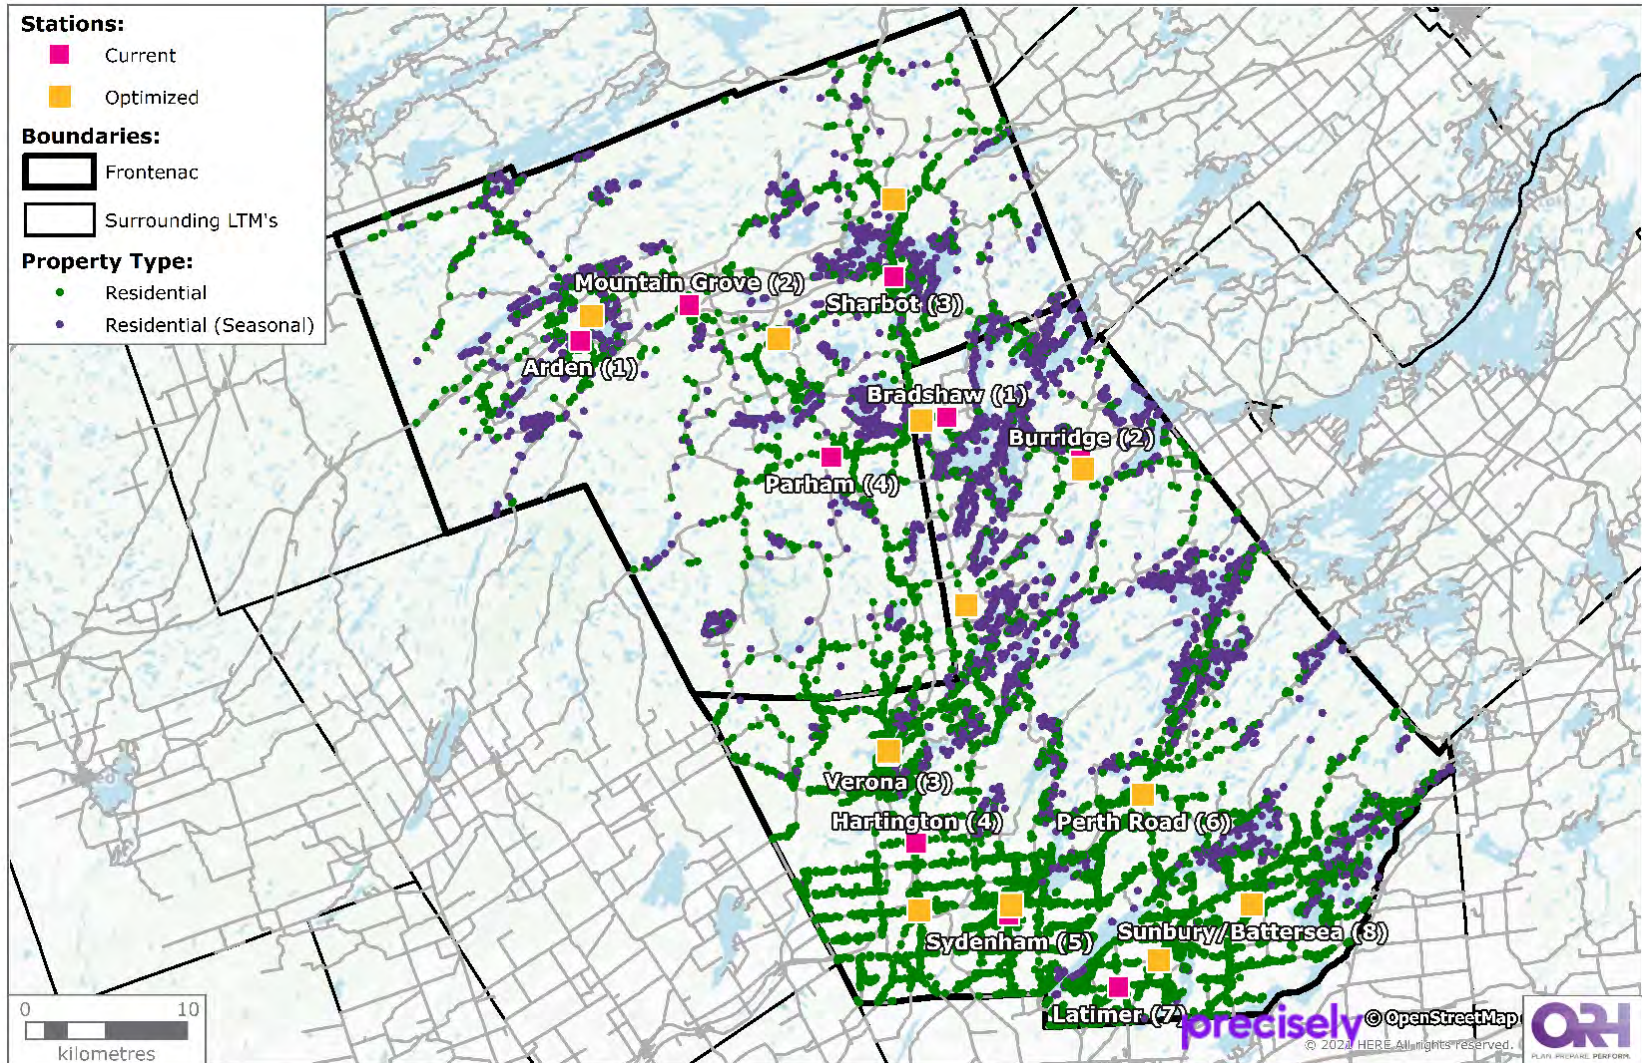 Stations:
Current
Optimized
Boundaries:
Frontenac
Surrounding LTM's
Property Type:
Residential
Residential (Seasonal)
Mountain Grove (2)
Sharbot (3)
Arden (1)
Bradshaw (1)
Burridge (2)
Parham (4)
Verona (3)
Hartington (4)
Perth Road (6)
Sydenham (5)
Sunbury/Battersea (8)
Latimer (7)
0 10
kilometres
precisely
© OpenStreetMap
© 2021 HERE All rights reserved.
ORH
PLAN. PREPARE. PERFORM